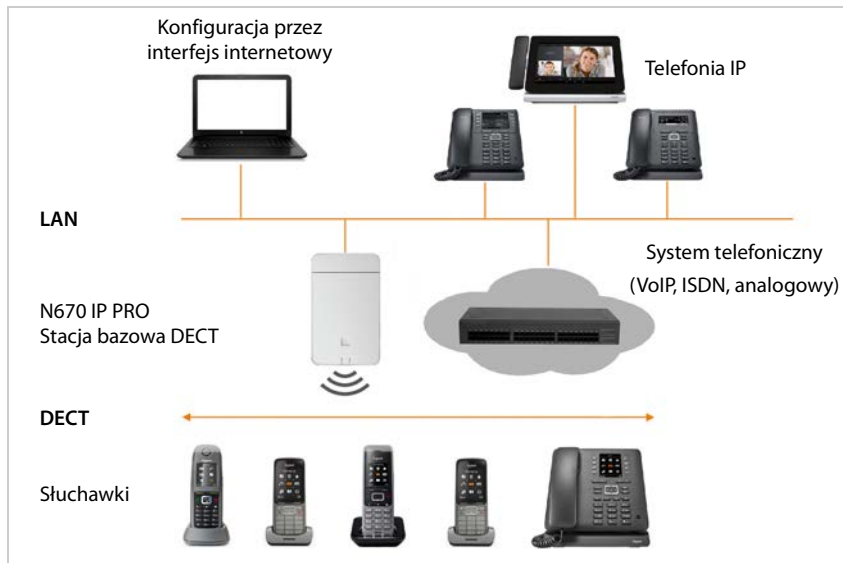 Konfiguracja przez
interfejs internetowy
Telefonia IP
LAN
System telefoniczny
(VoIP, ISDN, analogowy)
N670 IP PRO
Stacja bazowa DECT
DECT
Słuchawki